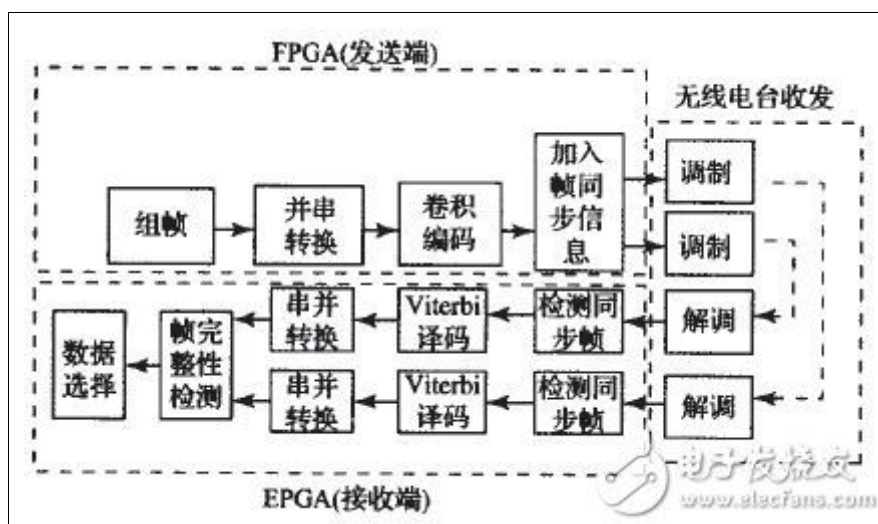 FPGA(发送端)
无线电台收发
组帧
并串
转换
卷积
编码
加入
帧同
步信
息
调制
调制
数据
选择
帧完
整性
检测
串并
转换
Viterbi
译码
检测同
步帧
解调
串并
转换
Viterbi
译码
检测同
步帧
解调
EPGA(接收端)
电子发烧友
www.elecfans.com